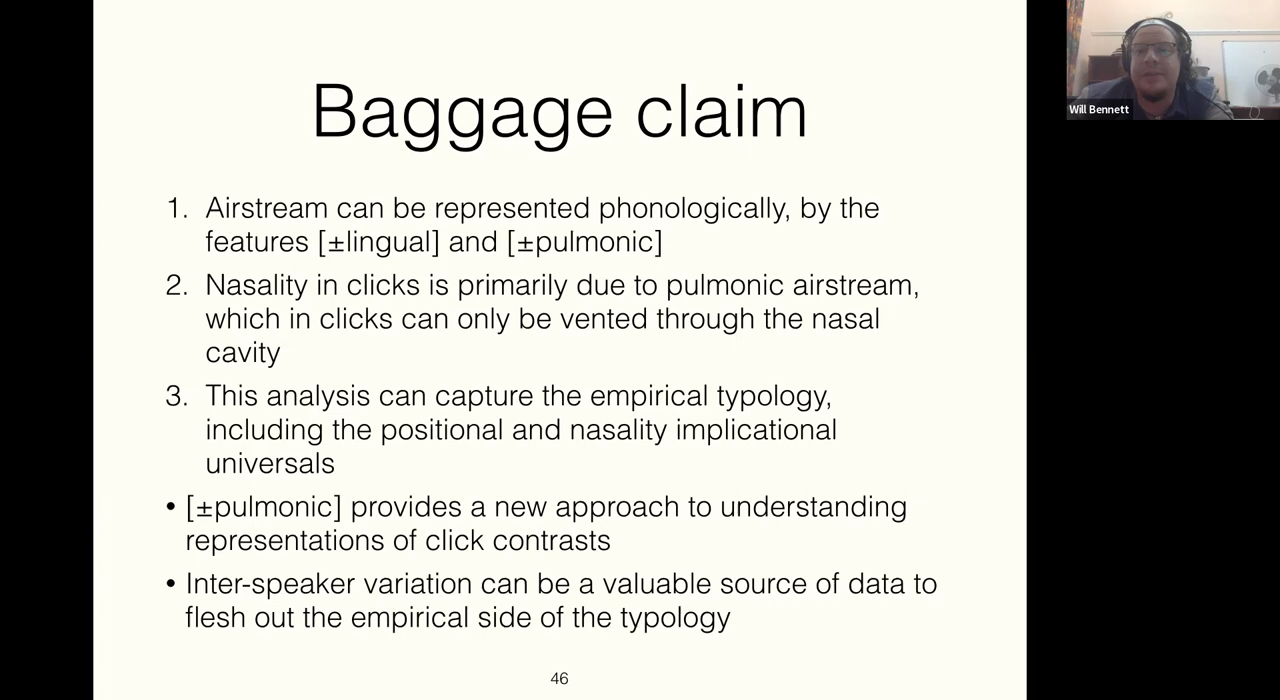 Baggage claim
1. Airstream can be represented phonologically, by the
features [±lingual] and [±pulmonic]
2. Nasality in clicks is primarily due to pulmonic airstream,
which in clicks can only be vented through the nasal
cavity
3. This analysis can capture the empirical typology,
including the positional and nasality implicational
universals
• [±pulmonic] provides a new approach to understanding
representations of click contrasts
• Inter-speaker variation can be a valuable source of data to
flesh out the empirical side of the typology
46
Will Bennett